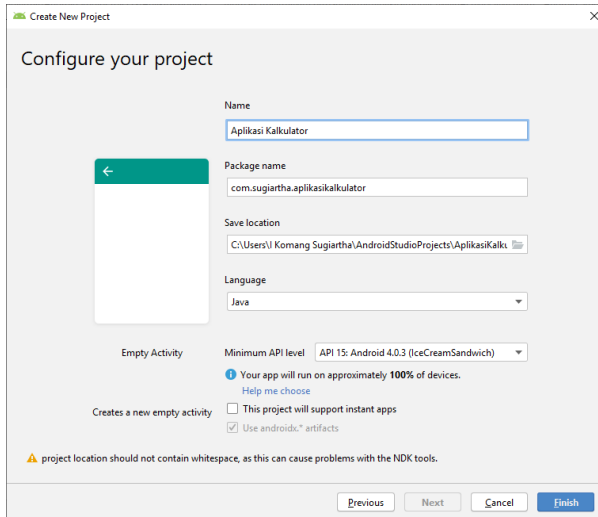 Create New Project
Configure your project
Name
Aplikasi Kalkulator
Package name
com.sugiartha.aplikasikalkulator
Save location
C:\Users\I Komang Sugiartha\AndroidStudioProjects\AplikasiKalku
Language
Java
Empty Activity
Minimum API level API 15: Android 4.0.3 (IceCreamSandwich)
Your app will run on approximately 100% of devices.
Help me choose
Creates a new empty activity
This project will support instant apps
Use androidx.* artifacts
project location should not contain whitespace, as this can cause problems with the NDK tools.
Previous Next Cancel Finish